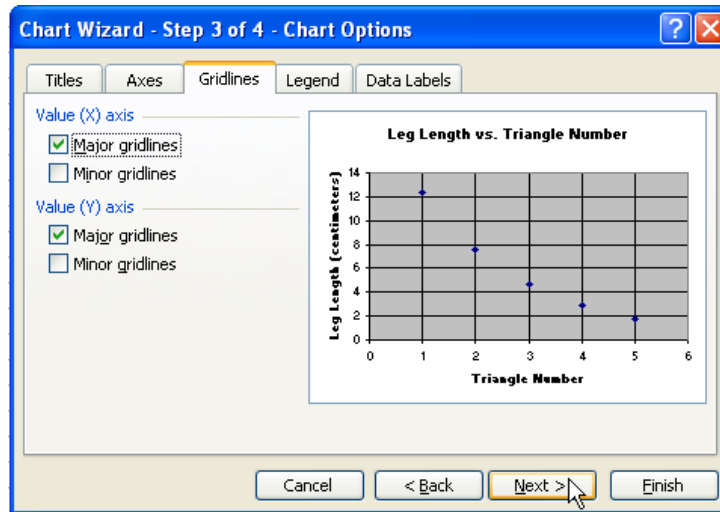 Chart Wizard - Step 3 of 4 - Chart Options
?
Titles Axes Gridlines Legend Data Labels
Value (X) axis
Major gridlines
Minor gridlines
Value (Y) axis
Major gridlines
Minor gridlines
Leg Length vs. Triangle Number
Leg Length (centimeters)
14
12
10
8
6
4
2
0
0 1 2 3 4 5 6
Triangle Number
Cancel < Back Next > Finish